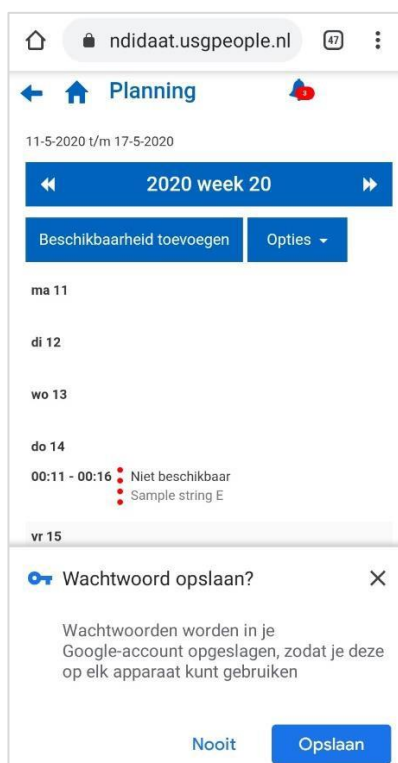 ndidaat.usgpeople.nl 47
Planning 3
11-5-2020 t/m 17-5-2020
2020 week 20
Beschikbaarheid toevoegen Opties
ma 11
di 12
wo 13
do 14
00:11 - 00:16 Niet beschikbaar
Sample string E
vr 15
Wachtwoord opslaan?
Wachtwoorden worden in je
Google-account opgeslagen, zodat je deze
op elk apparaat kunt gebruiken
Nooit Opslaan